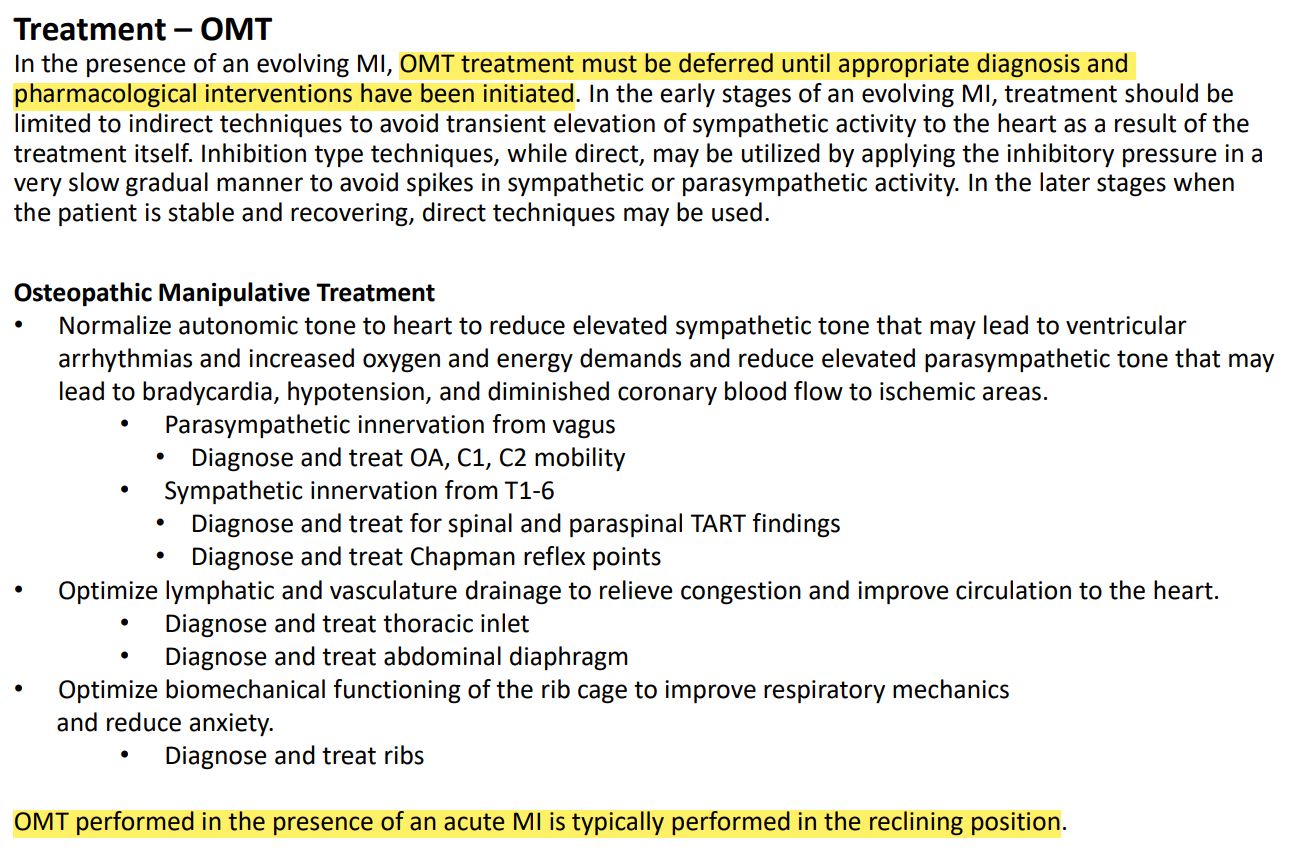 Treatment – OMT
In the presence of an evolving MI, OMT treatment must be deferred until appropriate diagnosis and
pharmacological interventions have been initiated. In the early stages of an evolving MI, treatment should be
limited to indirect techniques to avoid transient elevation of sympathetic activity to the heart as a result of the
treatment itself. Inhibition type techniques, while direct, may be utilized by applying the inhibitory pressure in a
very slow gradual manner to avoid spikes in sympathetic or parasympathetic activity. In the later stages when
the patient is stable and recovering, direct techniques may be used.
Osteopathic Manipulative Treatment
• Normalize autonomic tone to heart to reduce elevated sympathetic tone that may lead to ventricular
arrhythmias and increased oxygen and energy demands and reduce elevated parasympathetic tone that may
lead to bradycardia, hypotension, and diminished coronary blood flow to ischemic areas.
• Parasympathetic innervation from vagus
• Diagnose and treat OA, C1, C2 mobility
• Sympathetic innervation from T1-6
• Diagnose and treat for spinal and paraspinal TART findings
• Diagnose and treat Chapman reflex points
• Optimize lymphatic and vasculature drainage to relieve congestion and improve circulation to the heart.
• Diagnose and treat thoracic inlet
• Diagnose and treat abdominal diaphragm
• Optimize biomechanical functioning of the rib cage to improve respiratory mechanics
and reduce anxiety.
• Diagnose and treat ribs
OMT performed in the presence of an acute MI is typically performed in the reclining position.